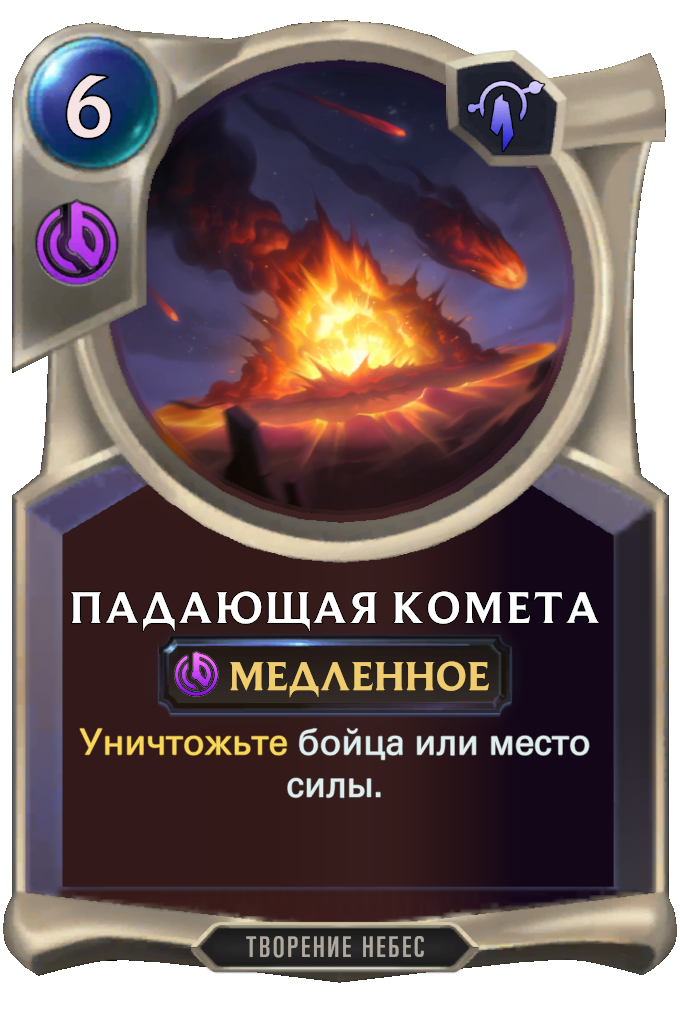 6
ПАДАЮЩАЯ КОМЕТА
МЕДЛЕННОЕ
Уничтожьте бойца или место
силы.
ТВОРЕНИЕ НЕБЕС